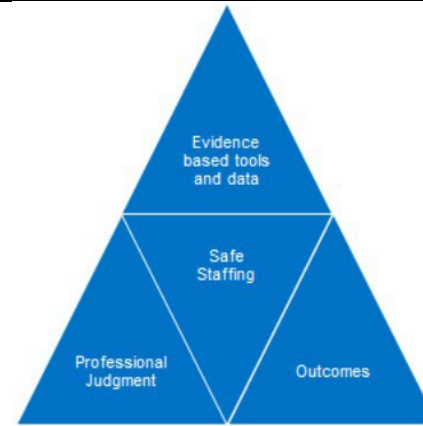 Evidence
based tools
and data
Safe
Staffing
Professional
Judgment
Outcomes